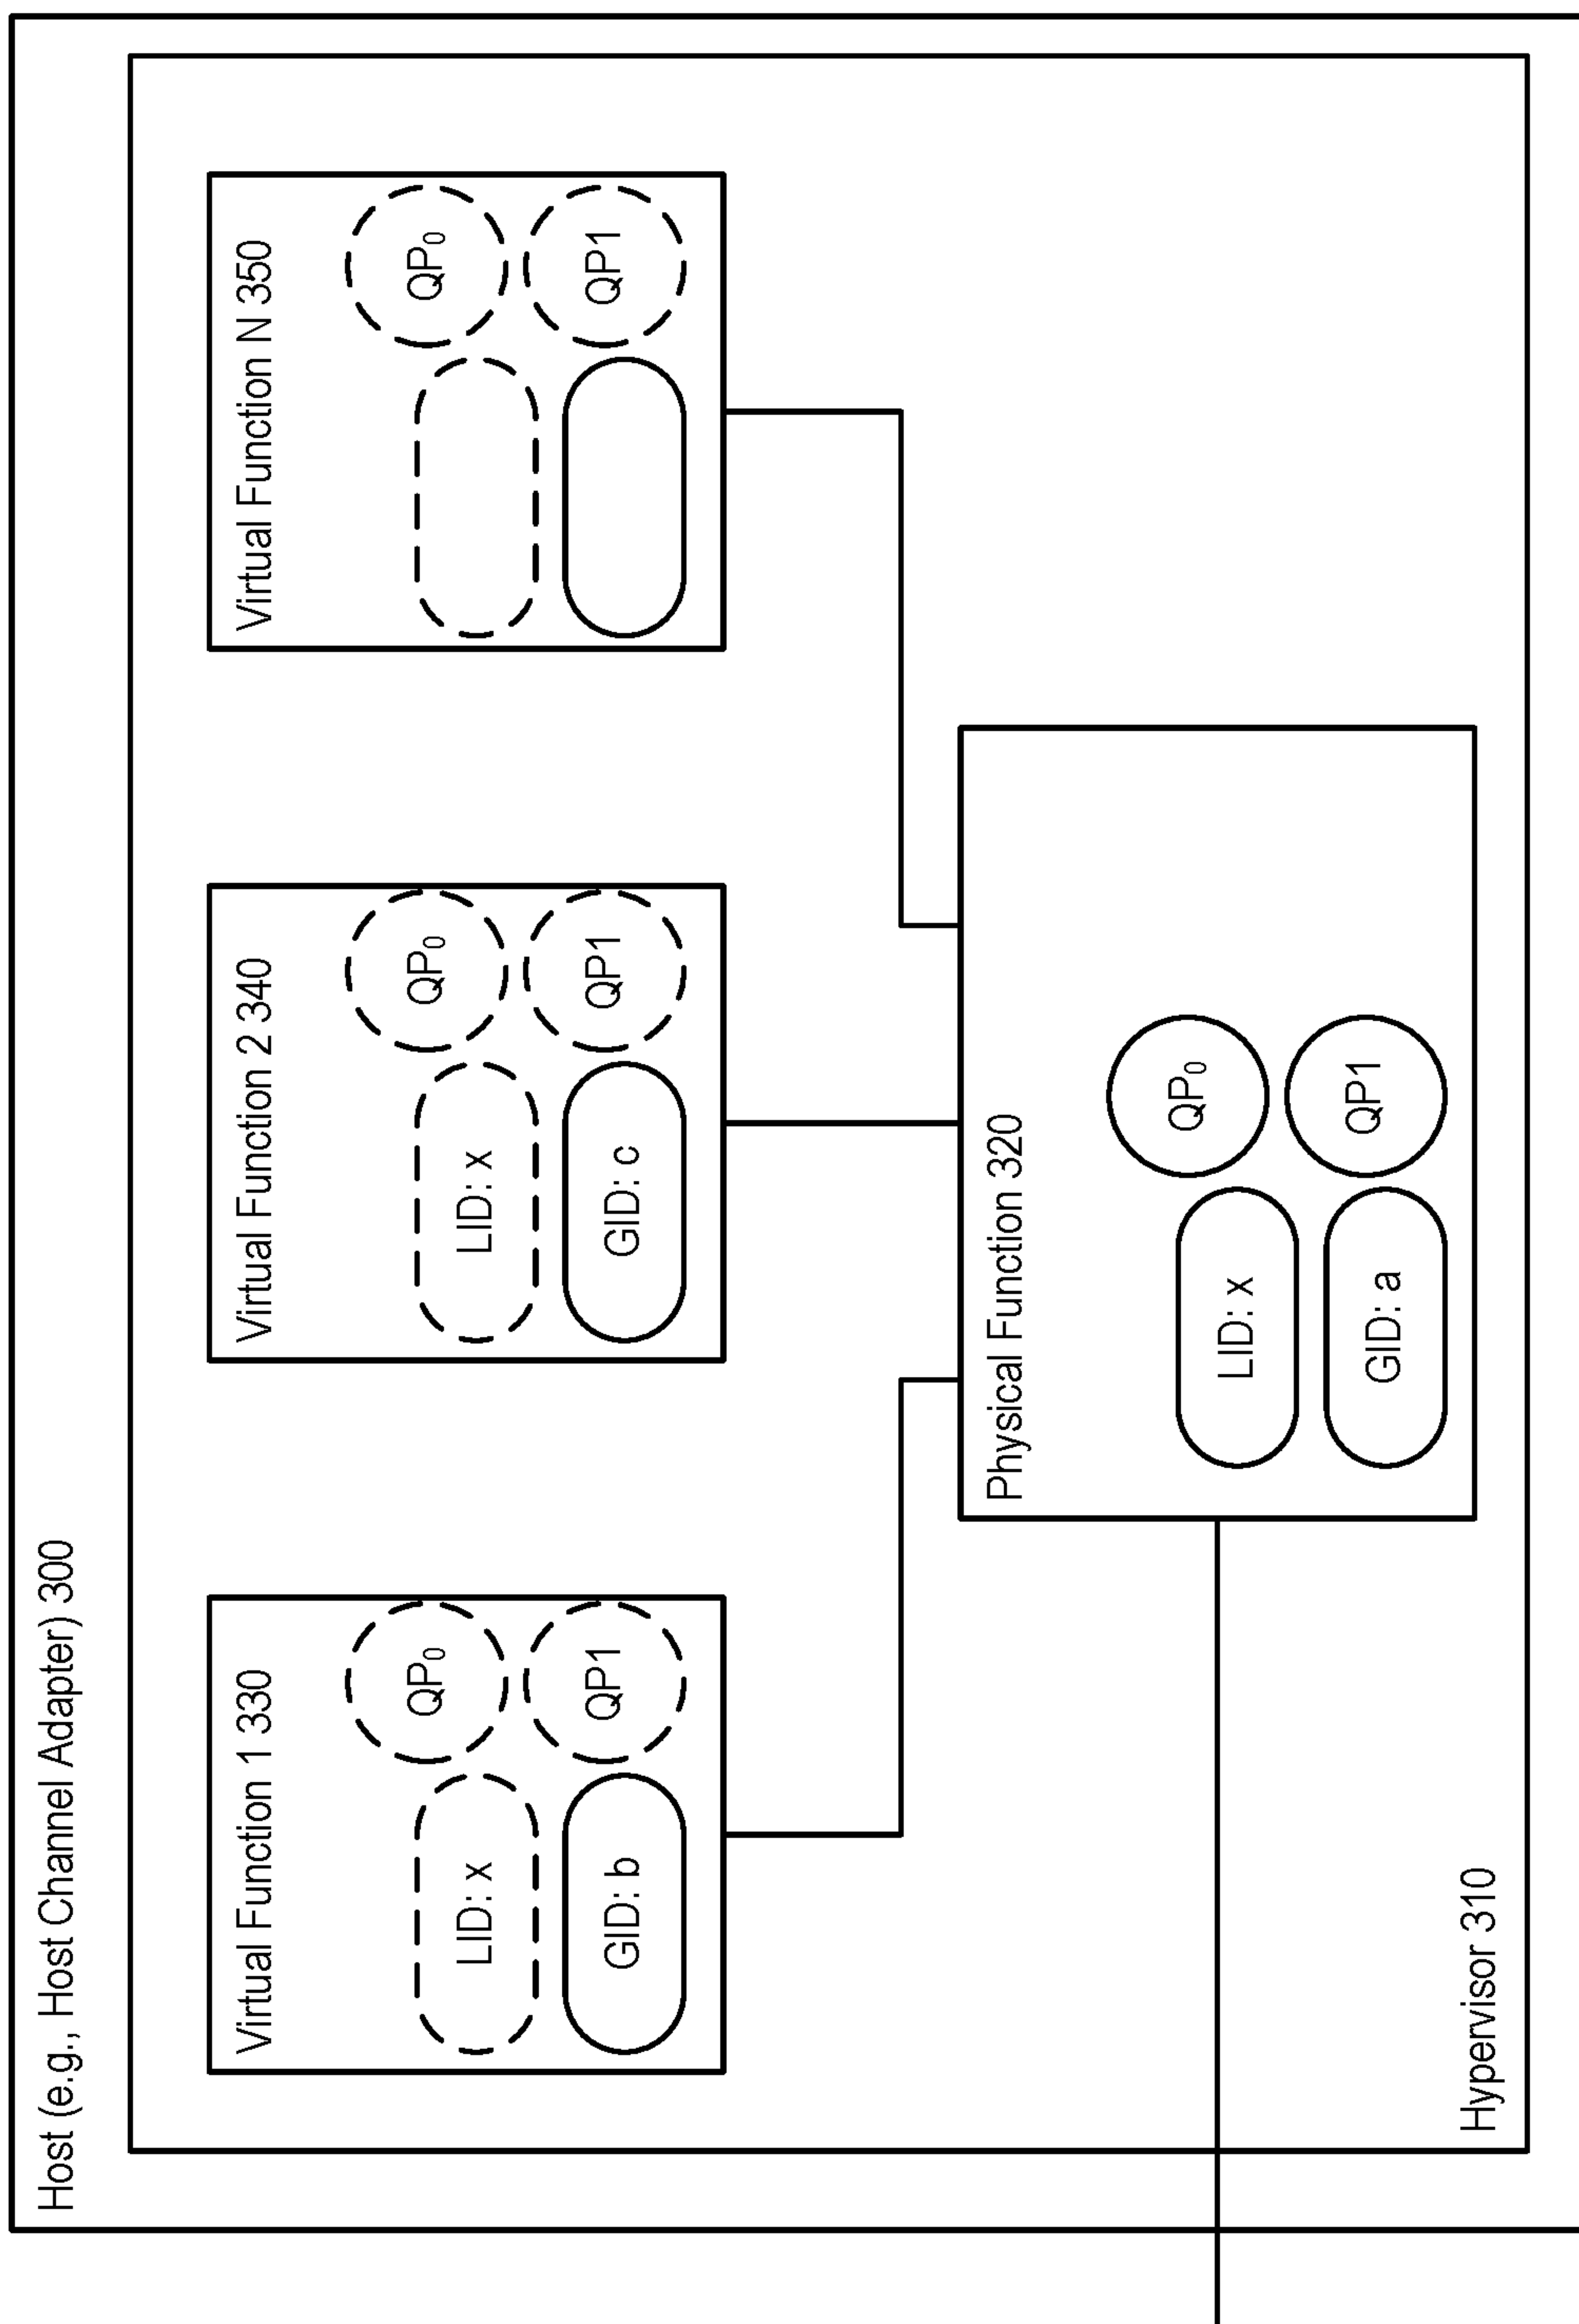 Host (e.g., Host Channel Adapter) 300
Virtual Function 1 330
LID: x
QP₀
GID: b
QP1
Virtual Function 2 340
LID: x
QP₀
GID: c
QP1
Virtual Function N 350
QP₀
QP1
Physical Function 320
LID: x
QP₀
GID: a
QP1
Hypervisor 310